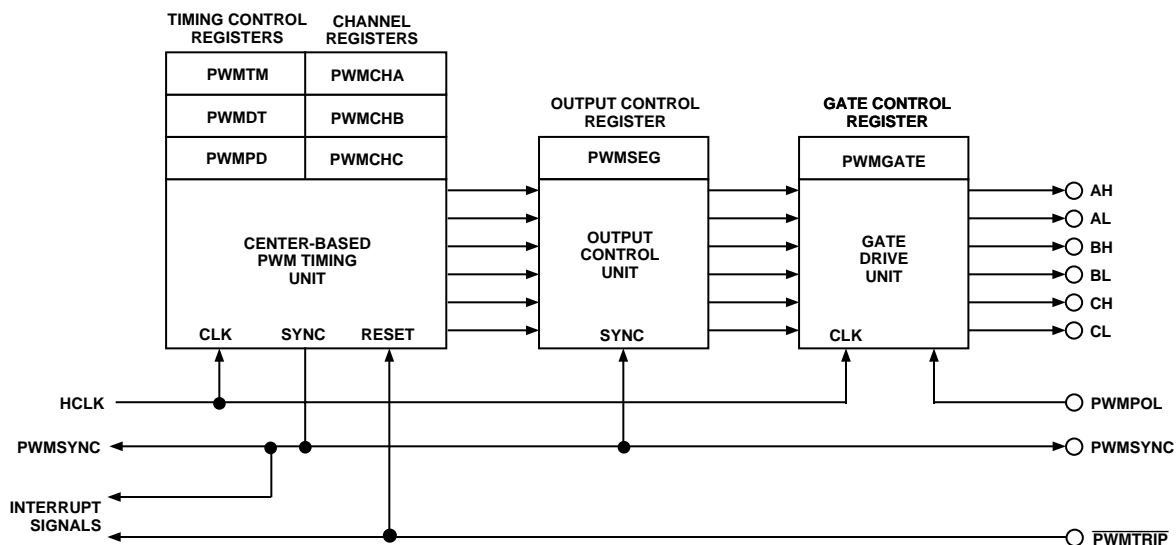 TIMING CONTROL
REGISTERS
CHANNEL
REGISTERS
PWMTM
PWMCHA
PWMDT
PWMCHB
PWMPD
PWMCHC
CENTER-BASED
PWM TIMING
UNIT
CLK
SYNC
RESET
OUTPUT CONTROL
REGISTER
PWMSEG
OUTPUT
CONTROL
UNIT
SYNC
GATE CONTROL
REGISTER
PWMGATE
GATE
DRIVE
UNIT
CLK
AH
AL
BH
BL
CH
CL
HCLK
PWMPOL
PWMSYNC
PWMSYNC
INTERRUPT
SIGNALS
PWMTRIP